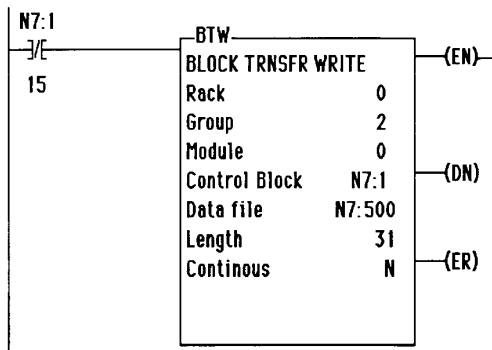 N7:1
15
BTW
BLOCK TRNSFR WRITE
Rack 0
Group 2
Module 0
Control Block N7:1
Data file N7:500
Length 31
Continous N
(EN)
(DN)
(ER)